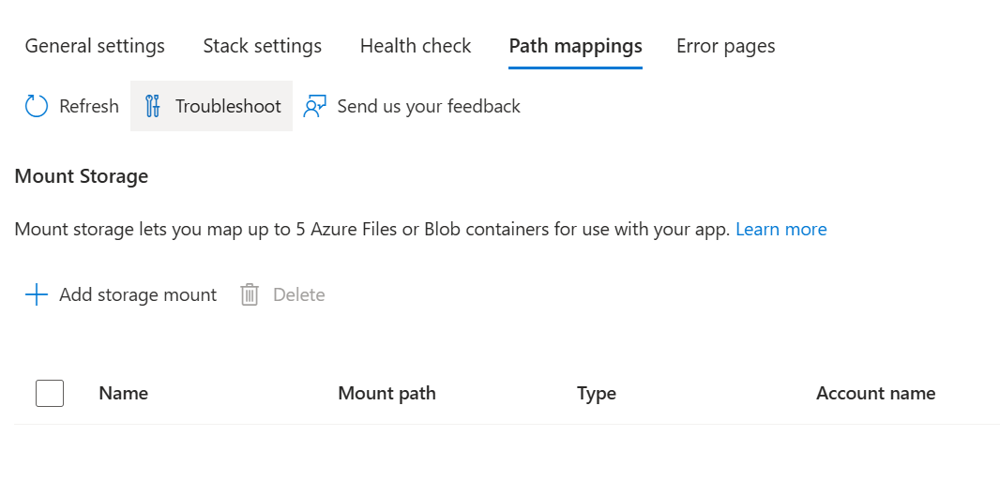 General settings Stack settings Health check Path mappings Error pages
Refresh Troubleshoot Send us your feedback
Mount Storage
Mount storage lets you map up to 5 Azure Files or Blob containers for use with your app. Learn more
Add storage mount Delete
Name Mount path Type Account name